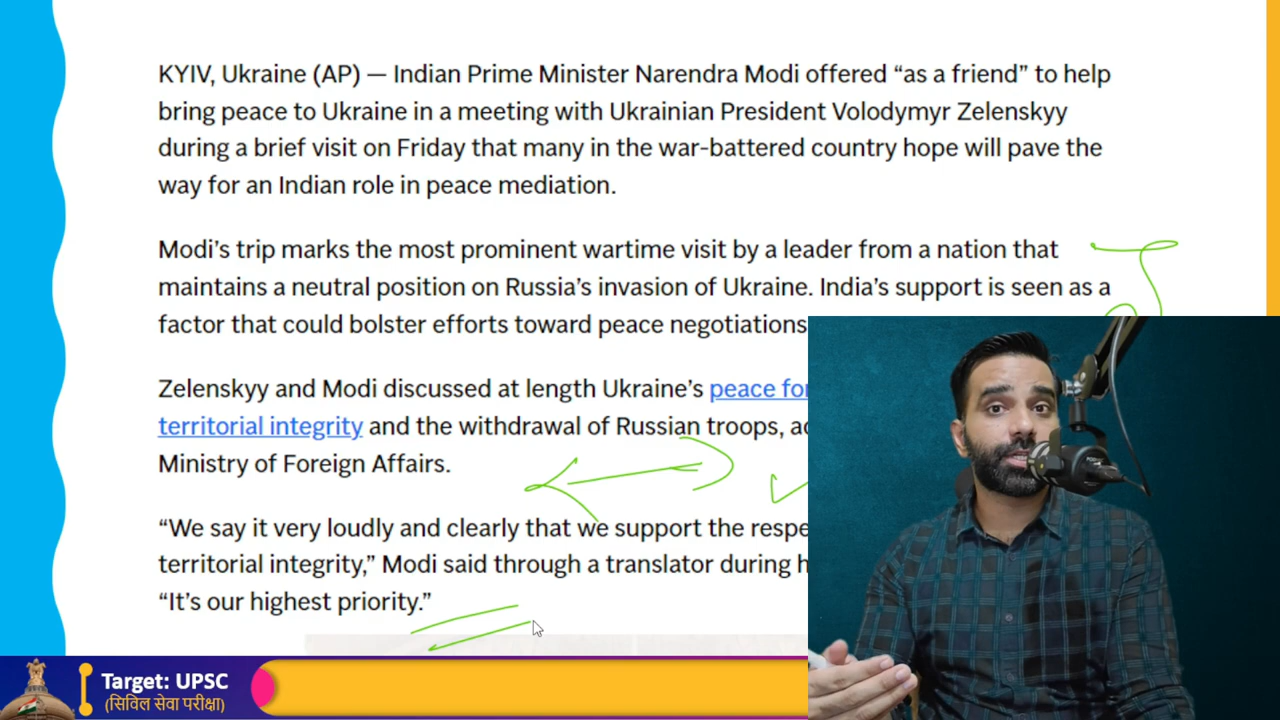 KYIV, Ukraine (AP) — Indian Prime Minister Narendra Modi offered “as a friend” to help
bring peace to Ukraine in a meeting with Ukrainian President Volodymyr Zelenskyy
during a brief visit on Friday that many in the war-battered country hope will pave the
way for an Indian role in peace mediation.
Modi’s trip marks the most prominent wartime visit by a leader from a nation that
maintains a neutral position on Russia’s invasion of Ukraine. India’s support is seen as a
factor that could bolster efforts toward peace negotiations
Zelenskyy and Modi discussed at length Ukraine’s peace
territorial integrity and the withdrawal of Russian troops,
Ministry of Foreign Affairs.
“We say it very loudly and clearly that we support the
territorial integrity,” Modi said through a translator during
“It’s our highest priority.”
Target: UPSC
(सिविल सेवा परीक्षा)